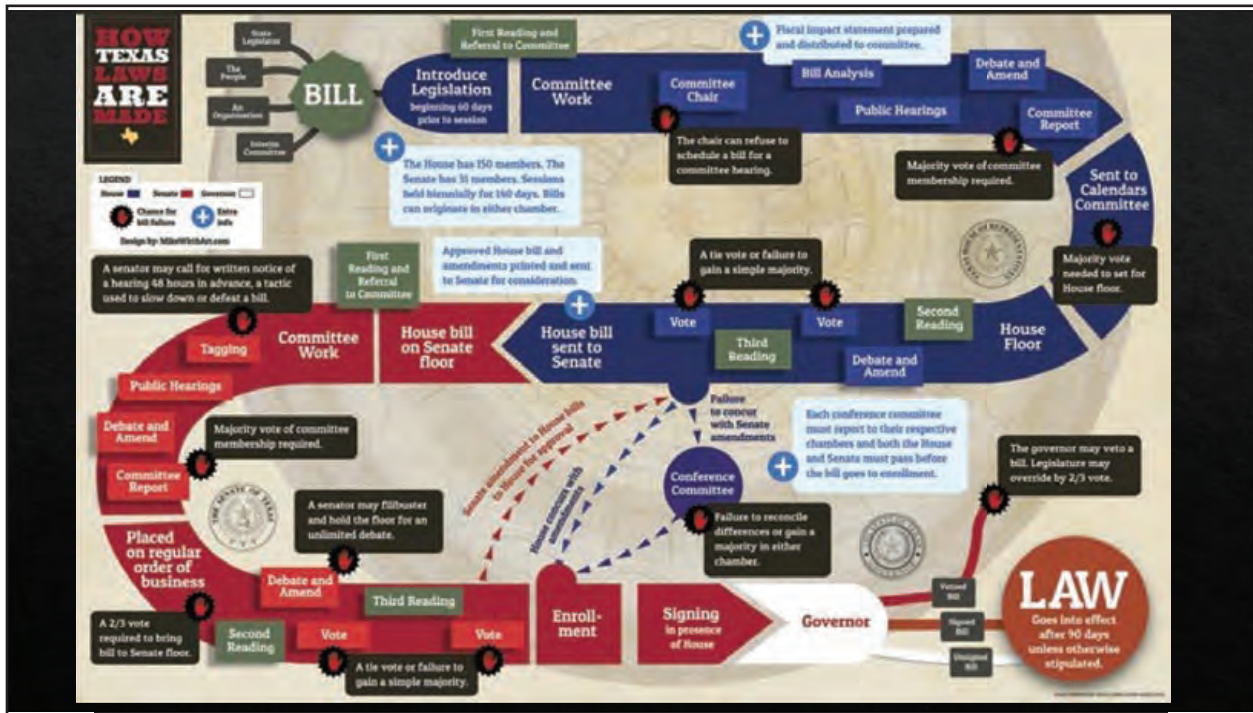 HOW
TEXAS
LAWS
ARE
MADE
State
Legislator
The
People
An
Organization
Interim
Committee
BILL
First Reading and
Referral to Committee
Introduce
Legislation
beginning 60 days
prior to session
Committee
Work
Fiscal impact statement prepared
and distributed to committee.
Committee
Chair
Bill Analysis
Public Hearings
Debate and
Amend
Committee
Report
The chair can refuse to
schedule a bill for a
committee hearing.
Majority vote of committee
membership required.
The House has 150 members. The
Senate has 31 members. Sessions
held biennially for 140 days. Bills
can originate in either chamber.
LEGEND
House
Senate
Governor
Chance for
bill failure
Extra
info
Design by: MikeWirthArt.com
Sent to
Calendars
Committee
Majority vote
needed to set for
House floor.
House
Floor
Second
Reading
Debate and
Amend
Vote
Third
Reading
Vote
A tie vote or failure to
gain a simple majority.
House bill
sent to
Senate
Approved House bill and
amendments printed and sent
to Senate for consideration.
First
Reading and
Referral
to Committee
House bill
on Senate
floor
Committee
Work
A senator may call for written notice of
a hearing 48 hours in advance, a tactic
used to slow down or defeat a bill.
Tagging
Public Hearings
Debate and
Amend
Committee
Report
Majority vote of committee
membership required.
THE SENATE OF TEXAS
Placed
on regular
order of
business
A 2/3 vote
required to bring
bill to Senate floor.
Second
Reading
Debate and
Amend
A senator may filibuster
and hold the floor for an
unlimited debate.
Vote
Third Reading
Vote
A tie vote or failure to
gain a simple majority.
Senate amendment to House bills
to House for approval
House concurs with
amendments
Failure
to concur
with Senate
amendments
Conference
Committee
Each conference committee
must report to their respective
chambers and both the House
and Senate must pass before
the bill goes to enrollment.
Failure to reconcile
differences or gain a
majority in either
chamber.
Enroll-
ment
Signing
in presence
of House
Governor
The governor may veto a
bill. Legislature may
override by 2/3 vote.
Vetoed
Bill
Signed
Bill
Unsigned
Bill
LAW
Goes into effect
after 90 days
unless otherwise
stipulated.